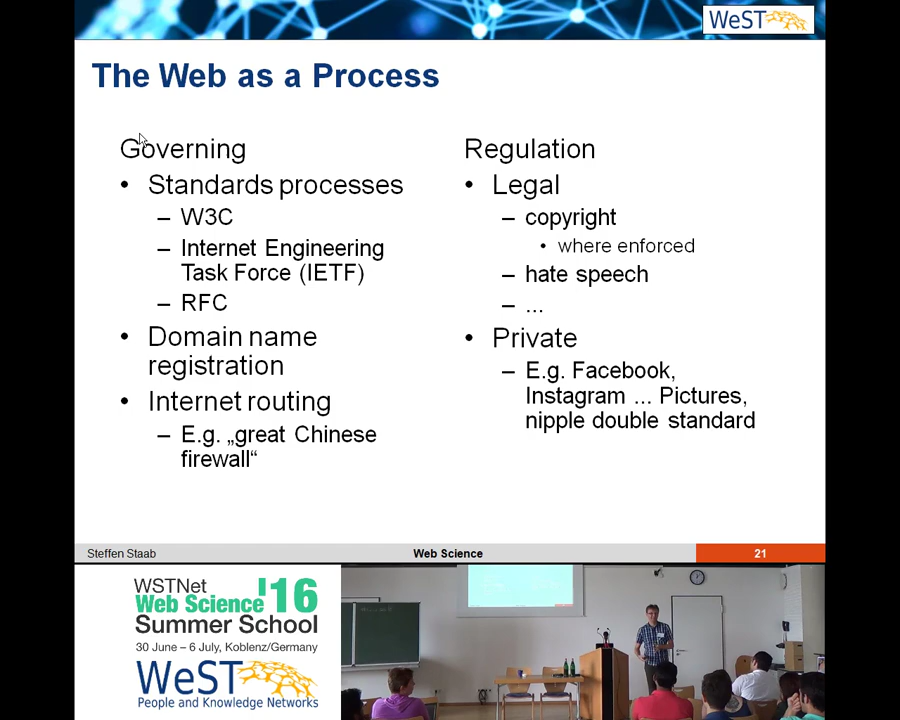 WeST
The Web as a Process
Governing
• Standards processes
– W3C
– Internet Engineering
Task Force (IETF)
– RFC
• Domain name
registration
• Internet routing
– E.g. „great Chinese
firewall“
Regulation
• Legal
– copyright
• where enforced
– hate speech
– ...
• Private
– E.g. Facebook,
Instagram ... Pictures,
nipple double standard
Steffen Staab
Web Science
21
WSTNet
Web Science '16
Summer School
30 June – 6 July, Koblenz/Germany
WeST
People and Knowledge Networks